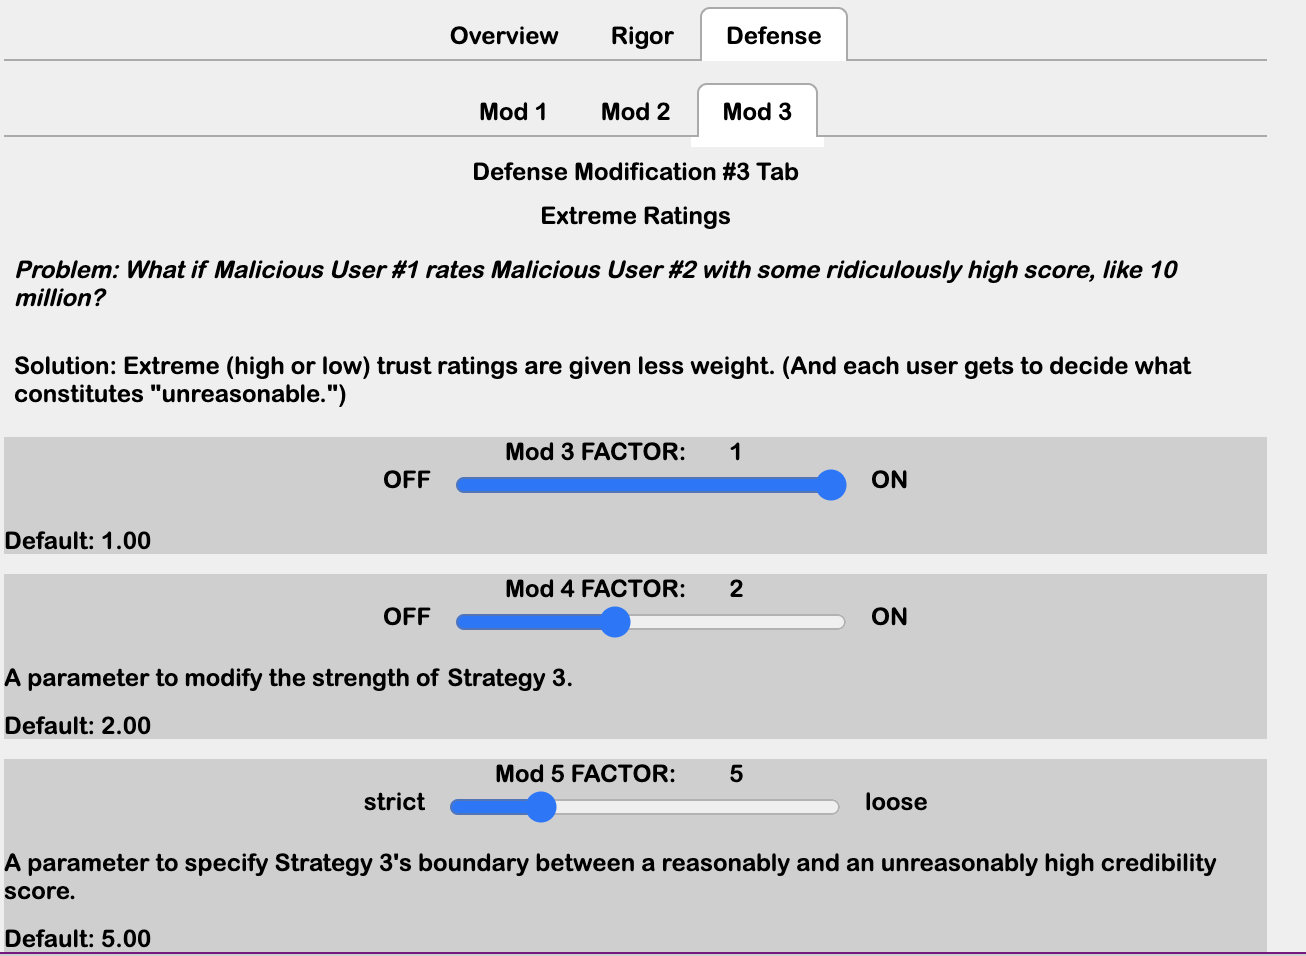 Overview Rigor Defense
Mod 1 Mod 2 Mod 3
Defense Modification #3 Tab
Extreme Ratings
Problem: What if Malicious User #1 rates Malicious User #2 with some ridiculously high score, like 10
million?
Solution: Extreme (high or low) trust ratings are given less weight. (And each user gets to decide what
constitutes "unreasonable.")
Mod 3 FACTOR: 1
OFF ON
Default: 1.00
Mod 4 FACTOR: 2
OFF ON
A parameter to modify the strength of Strategy 3.
Default: 2.00
Mod 5 FACTOR: 5
strict loose
A parameter to specify Strategy 3's boundary between a reasonably and an unreasonably high credibility
score.
Default: 5.00